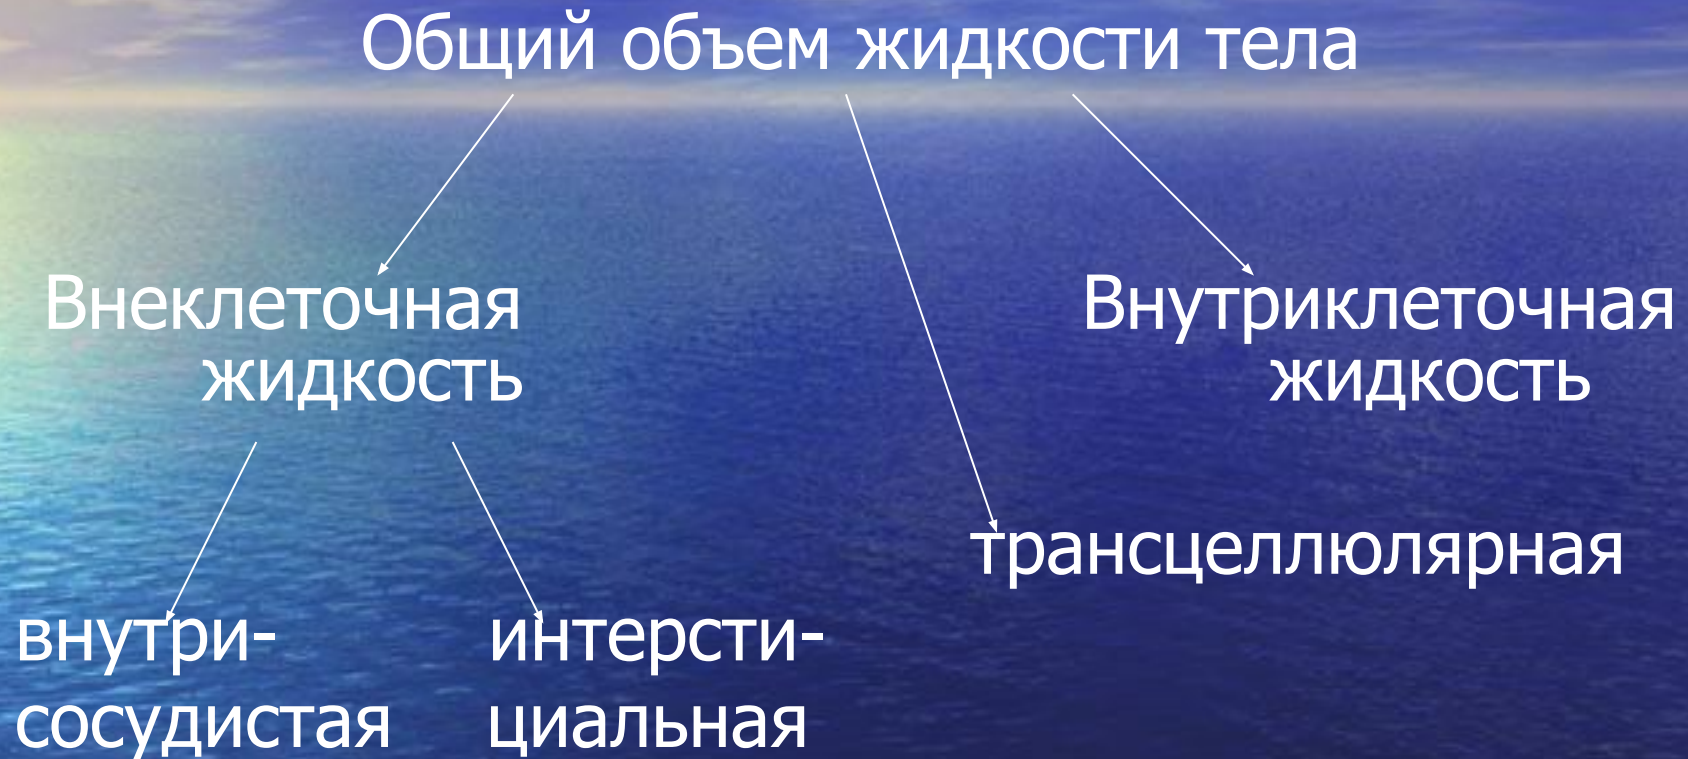 Общий объем жидкости тела
Внеклеточная
жидкость
Внутриклеточная
жидкость
трансцеллюлярная
внутри-
сосудистая
интерсти-
циальная